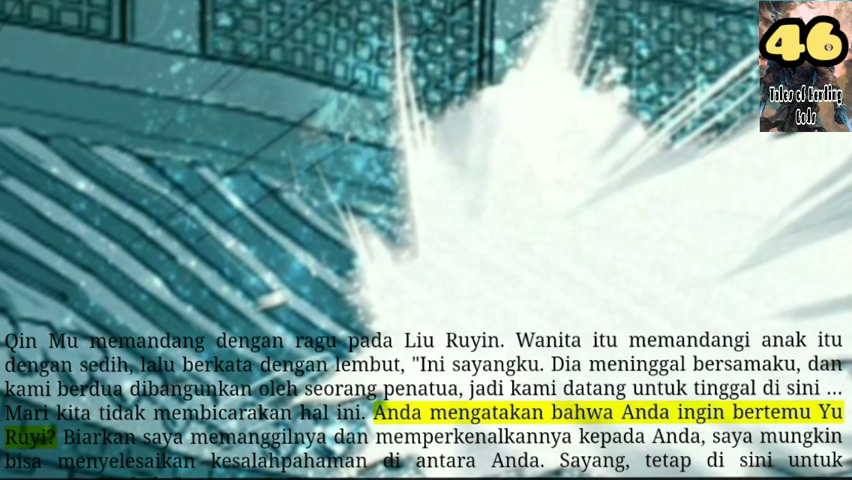 46
Tales of Herding
Gods
Qin Mu memandang dengan ragu pada Liu Ruyin. Wanita itu memandangi anak itu
dengan sedih, lalu berkata dengan lembut, "Ini sayangku. Dia meninggal bersamaku, dan
kami berdua dibangunkan oleh seorang penatua, jadi kami datang untuk tinggal di sini ...
Mari kita tidak membicarakan hal ini. Anda mengatakan bahwa Anda ingin bertemu Yu
Ruyi? Biarkan saya memanggilnya dan memperkenalkannya kepada Anda, saya mungkin
bisa menyelesaikan kesalahpahaman di antara Anda. Sayang, tetap di sini untuk